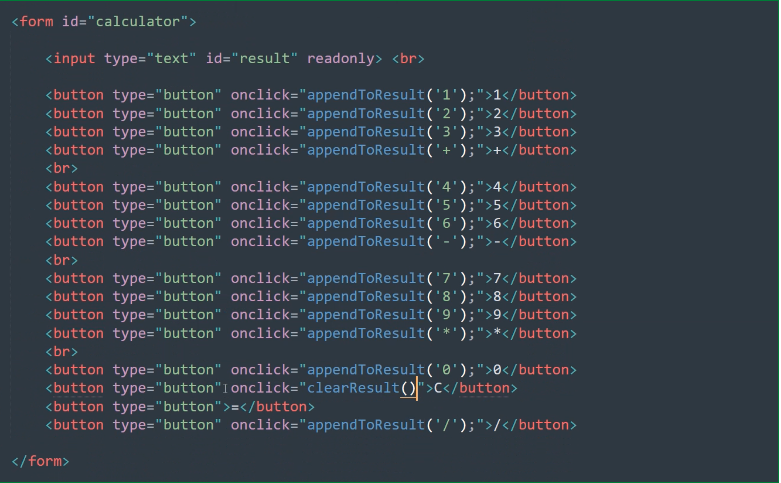 <form id="calculator">
<input type="text" id="result" readonly> <br>
<button type="button" onclick="appendToResult('1');">1</button>
<button type="button" onclick="appendToResult('2');">2</button>
<button type="button" onclick="appendToResult('3');">3</button>
<button type="button" onclick="appendToResult('+');">+</button>
<br>
<button type="button" onclick="appendToResult('4');">4</button>
<button type="button" onclick="appendToResult('5');">5</button>
<button type="button" onclick="appendToResult('6');">6</button>
<button type="button" onclick="appendToResult('-');">-</button>
<br>
<button type="button" onclick="appendToResult('7');">7</button>
<button type="button" onclick="appendToResult('8');">8</button>
<button type="button" onclick="appendToResult('9');">9</button>
<button type="button" onclick="appendToResult('*');">*</button>
<br>
<button type="button" onclick="appendToResult('0');">0</button>
<button type="button" onclick="clearResult()">C</button>
<button type="button">=</button>
<button type="button" onclick="appendToResult('/');">/</button>
</form>